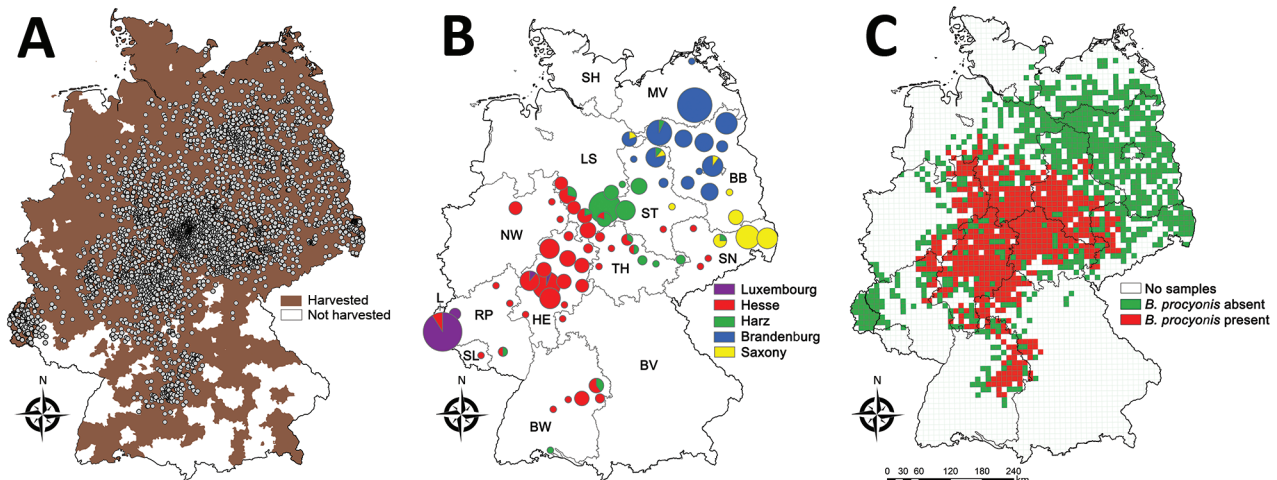 A
Harvested
Not harvested
N
B
SH
MV
LS
BB
ST
NW
TH
SN
L
RP
HE
SL
BV
BW
Luxembourg
Hesse
Harz
Brandenburg
Saxony
N
C
No samples
B. procyonis absent
B. procyonis present
N
0 30 60 120 180 240
km